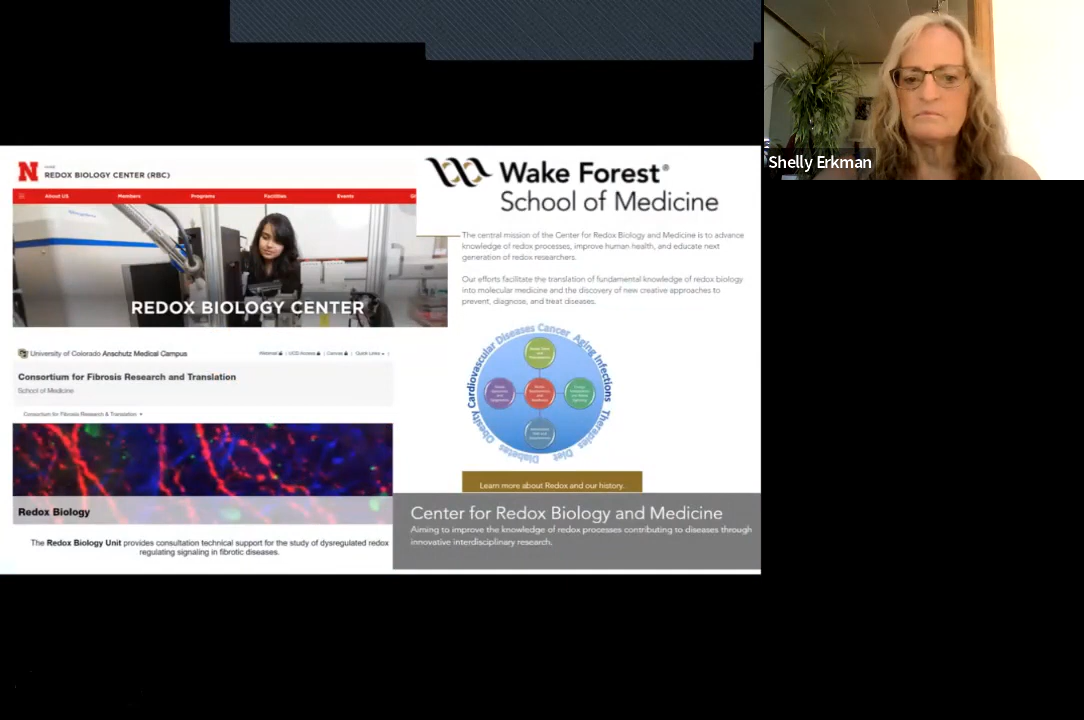 N
REDOX BIOLOGY CENTER (RBC)
About US Members Programs Facilities Events
REDOX BIOLOGY CENTER
University of Colorado Anschutz Medical Campus
Webmail UCD Access Canvas Quick Links
Consortium for Fibrosis Research and Translation
School of Medicine
Consortium for Fibrosis Research & Translation
Redox Biology
The Redox Biology Unit provides consultation technical support for the study of dysregulated redox
regulating signaling in fibrotic diseases.
Wake Forest®
School of Medicine
The central mission of the Center for Redox Biology and Medicine is to advance
knowledge of redox processes, improve human health, and educate next
generation of redox researchers.
Our efforts facilitate the translation of fundamental knowledge of redox biology
into molecular medicine and the discovery of new creative approaches to
prevent, diagnose, and treat diseases.
Obesity Cardiovascular Diseases Cancer Aging Infections Therapies Diet Diabetes
Learn more about Redox and our history.
Center for Redox Biology and Medicine
Aiming to improve the knowledge of redox processes contributing to diseases through
innovative interdisciplinary research.
Shelly Erkman